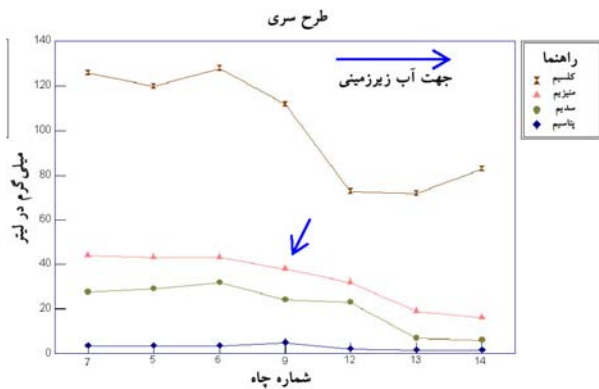 طرح سری
راهنما
کلسیم
منیزیم
سدیم
پتاسیم
جهت آب زیرزمینی
میلی‌گرم در لیتر
140
120
100
80
60
40
20
0
7 5 6 9 12 13 14
شماره چاه